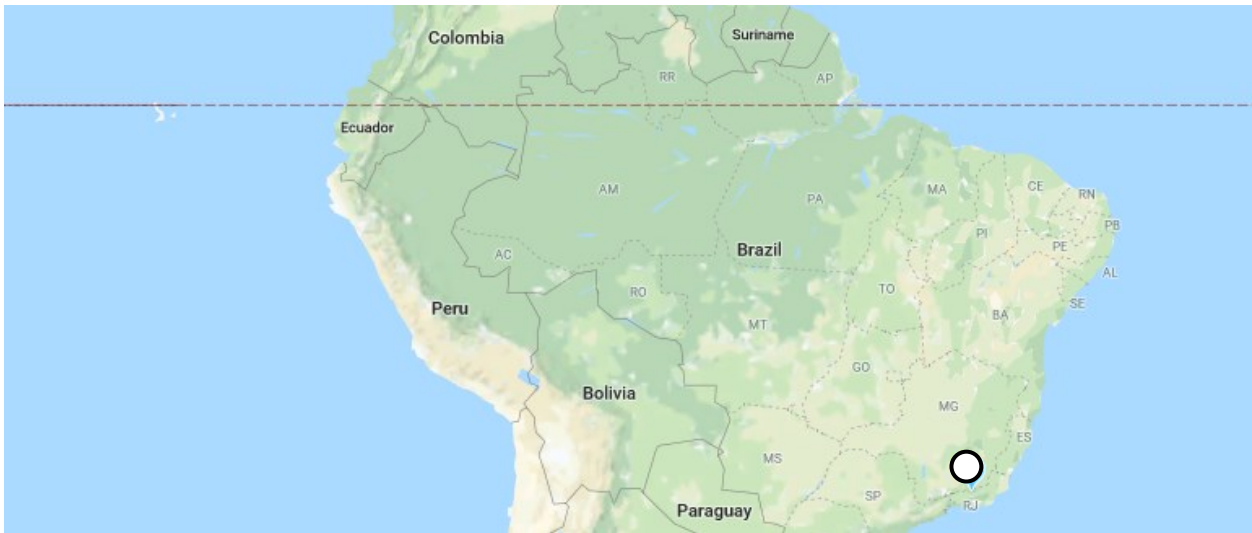 Colombia
Suriname
RR
AP
Ecuador
AM
PA
MA
CE
RN
PI
PB
PE
AC
Brazil
AL
RO
TO
SE
Peru
MT
BA
GO
Bolivia
MG
ES
MS
SP
RJ
Paraguay